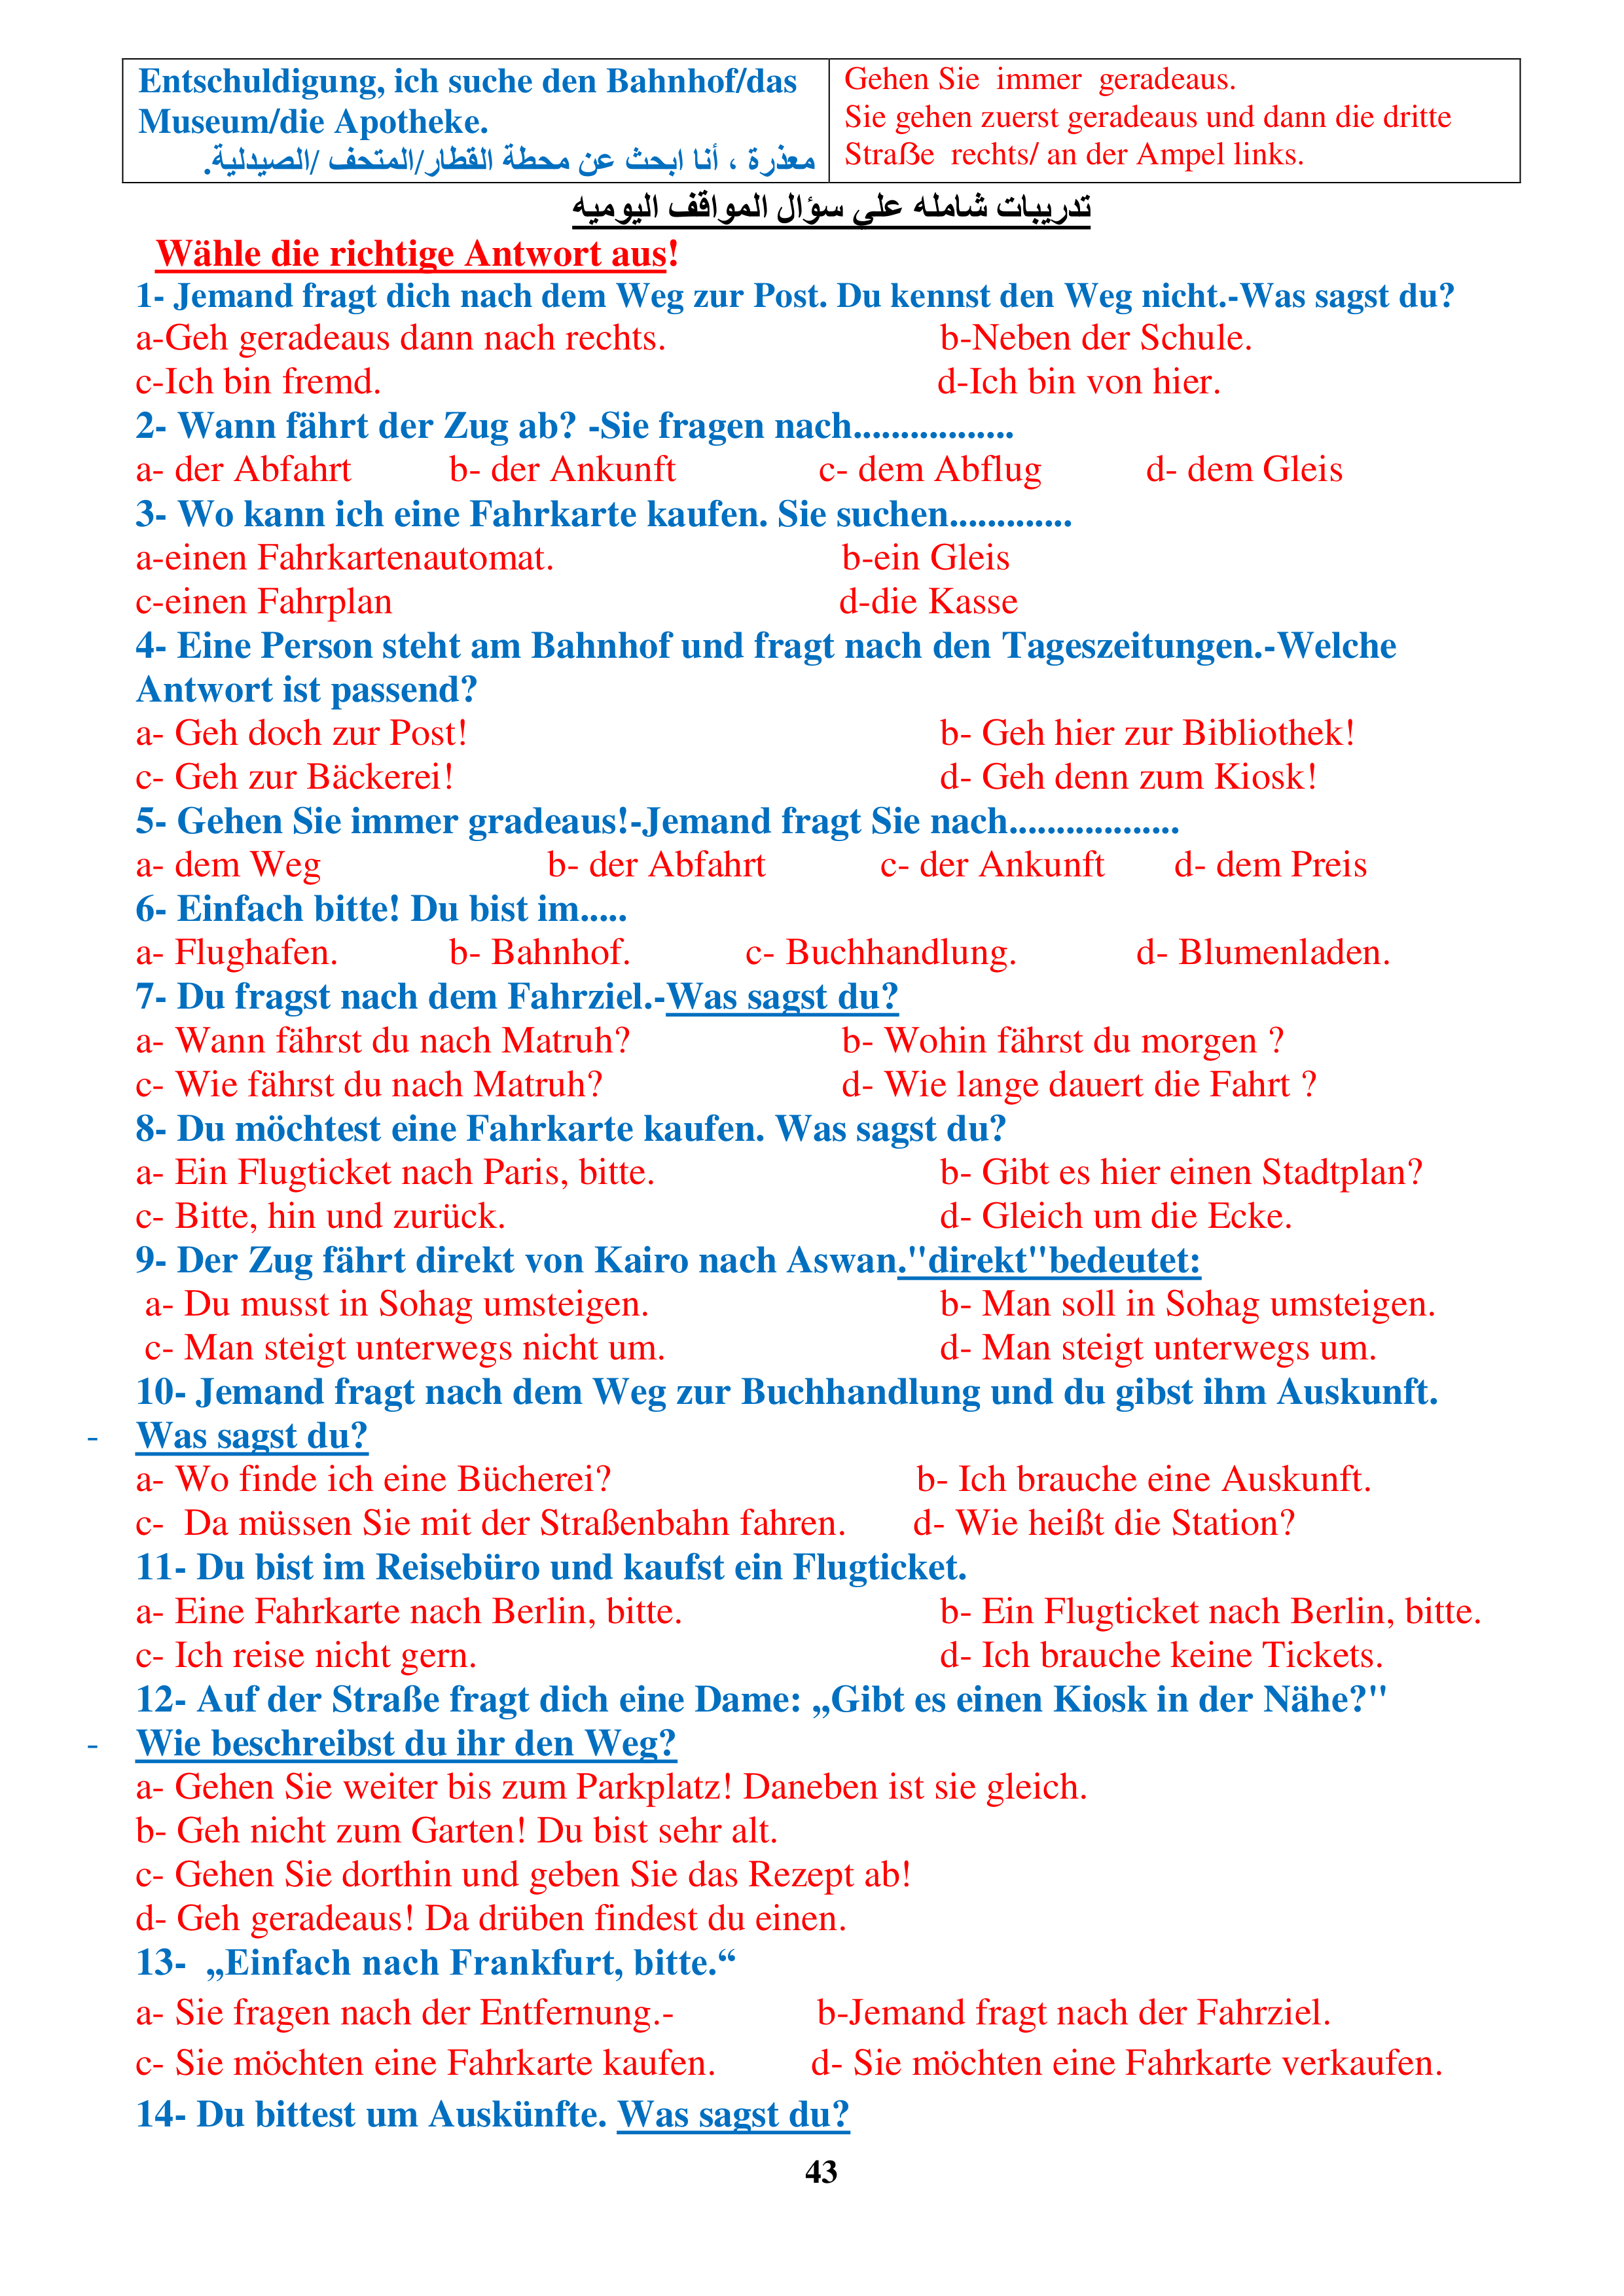 Entschuldigung, ich suche den Bahnhof/das
Museum/die Apotheke.
معذرة ، أنا ابحث عن محطة القطار/المتحف /الصيدلية.
Gehen Sie immer geradeaus.
Sie gehen zuerst geradeaus und dann die dritte
Straße rechts/ an der Ampel links.
تدريبات شامله علي سؤال المواقف اليوميه
Wähle die richtige Antwort aus!
1- Jemand fragt dich nach dem Weg zur Post. Du kennst den Weg nicht.-Was sagst du?
a-Geh geradeaus dann nach rechts. b-Neben der Schule.
c-Ich bin fremd. d-Ich bin von hier.
2- Wann fährt der Zug ab? -Sie fragen nach.................
a- der Abfahrt b- der Ankunft c- dem Abflug d- dem Gleis
3- Wo kann ich eine Fahrkarte kaufen. Sie suchen.............
a-einen Fahrkartenautomat. b-ein Gleis
c-einen Fahrplan d-die Kasse
4- Eine Person steht am Bahnhof und fragt nach den Tageszeitungen.-Welche
Antwort ist passend?
a- Geh doch zur Post! b- Geh hier zur Bibliothek!
c- Geh zur Bäckerei! d- Geh denn zum Kiosk!
5- Gehen Sie immer gradeaus!-Jemand fragt Sie nach..................
a- dem Weg b- der Abfahrt c- der Ankunft d- dem Preis
6- Einfach bitte! Du bist im.....
a- Flughafen. b- Bahnhof. c- Buchhandlung. d- Blumenladen.
7- Du fragst nach dem Fahrziel.-Was sagst du?
a- Wann fährst du nach Matruh? b- Wohin fährst du morgen ?
c- Wie fährst du nach Matruh? d- Wie lange dauert die Fahrt ?
8- Du möchtest eine Fahrkarte kaufen. Was sagst du?
a- Ein Flugticket nach Paris, bitte. b- Gibt es hier einen Stadtplan?
c- Bitte, hin und zurück. d- Gleich um die Ecke.
9- Der Zug fährt direkt von Kairo nach Aswan."direkt"bedeutet:
a- Du musst in Sohag umsteigen. b- Man soll in Sohag umsteigen.
c- Man steigt unterwegs nicht um. d- Man steigt unterwegs um.
10- Jemand fragt nach dem Weg zur Buchhandlung und du gibst ihm Auskunft.
- Was sagst du?
a- Wo finde ich eine Bücherei? b- Ich brauche eine Auskunft.
c- Da müssen Sie mit der Straßenbahn fahren. d- Wie heißt die Station?
11- Du bist im Reisebüro und kaufst ein Flugticket.
a- Eine Fahrkarte nach Berlin, bitte. b- Ein Flugticket nach Berlin, bitte.
c- Ich reise nicht gern. d- Ich brauche keine Tickets.
12- Auf der Straße fragt dich eine Dame: „Gibt es einen Kiosk in der Nähe?"
- Wie beschreibst du ihr den Weg?
a- Gehen Sie weiter bis zum Parkplatz! Daneben ist sie gleich.
b- Geh nicht zum Garten! Du bist sehr alt.
c- Gehen Sie dorthin und geben Sie das Rezept ab!
d- Geh geradeaus! Da drüben findest du einen.
13- „Einfach nach Frankfurt, bitte.“
a- Sie fragen nach der Entfernung.- b-Jemand fragt nach der Fahrziel.
c- Sie möchten eine Fahrkarte kaufen. d- Sie möchten eine Fahrkarte verkaufen.
14- Du bittest um Auskünfte. Was sagst du?
43